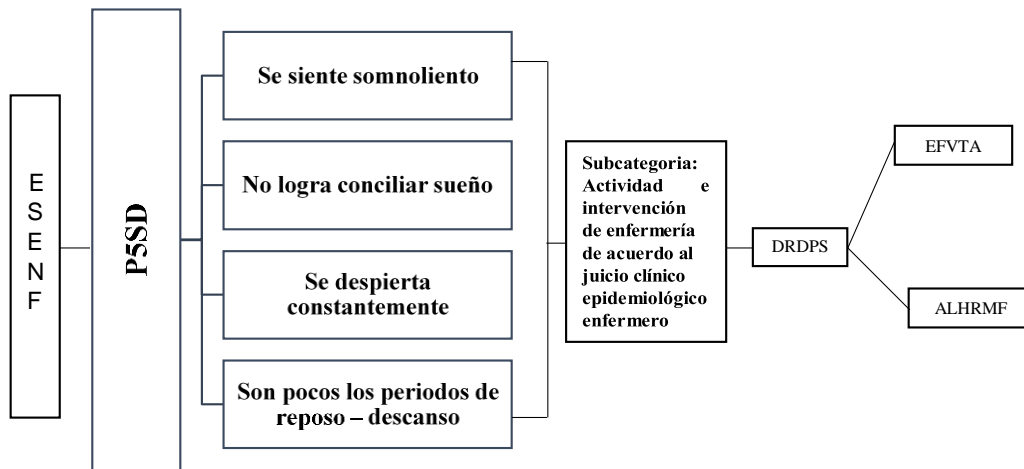 E
S
E
N
F
P5SD
Se siente somnoliento
No logra conciliar sueño
Se despierta
constantemente
Son pocos los periodos de
reposo – descanso
Subcategoria:
Actividad e
intervención
de enfermería
de acuerdo al
juicio clínico
epidemiológico
enfermero
DRDPS
EFVTA
ALHRMF